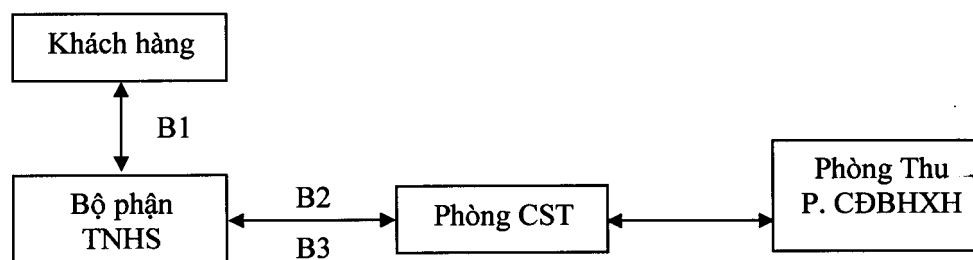 Khách hàng
B1
Bộ phận
TNHS
B2
B3
Phòng CST
Phòng Thu
P. CĐBHXH